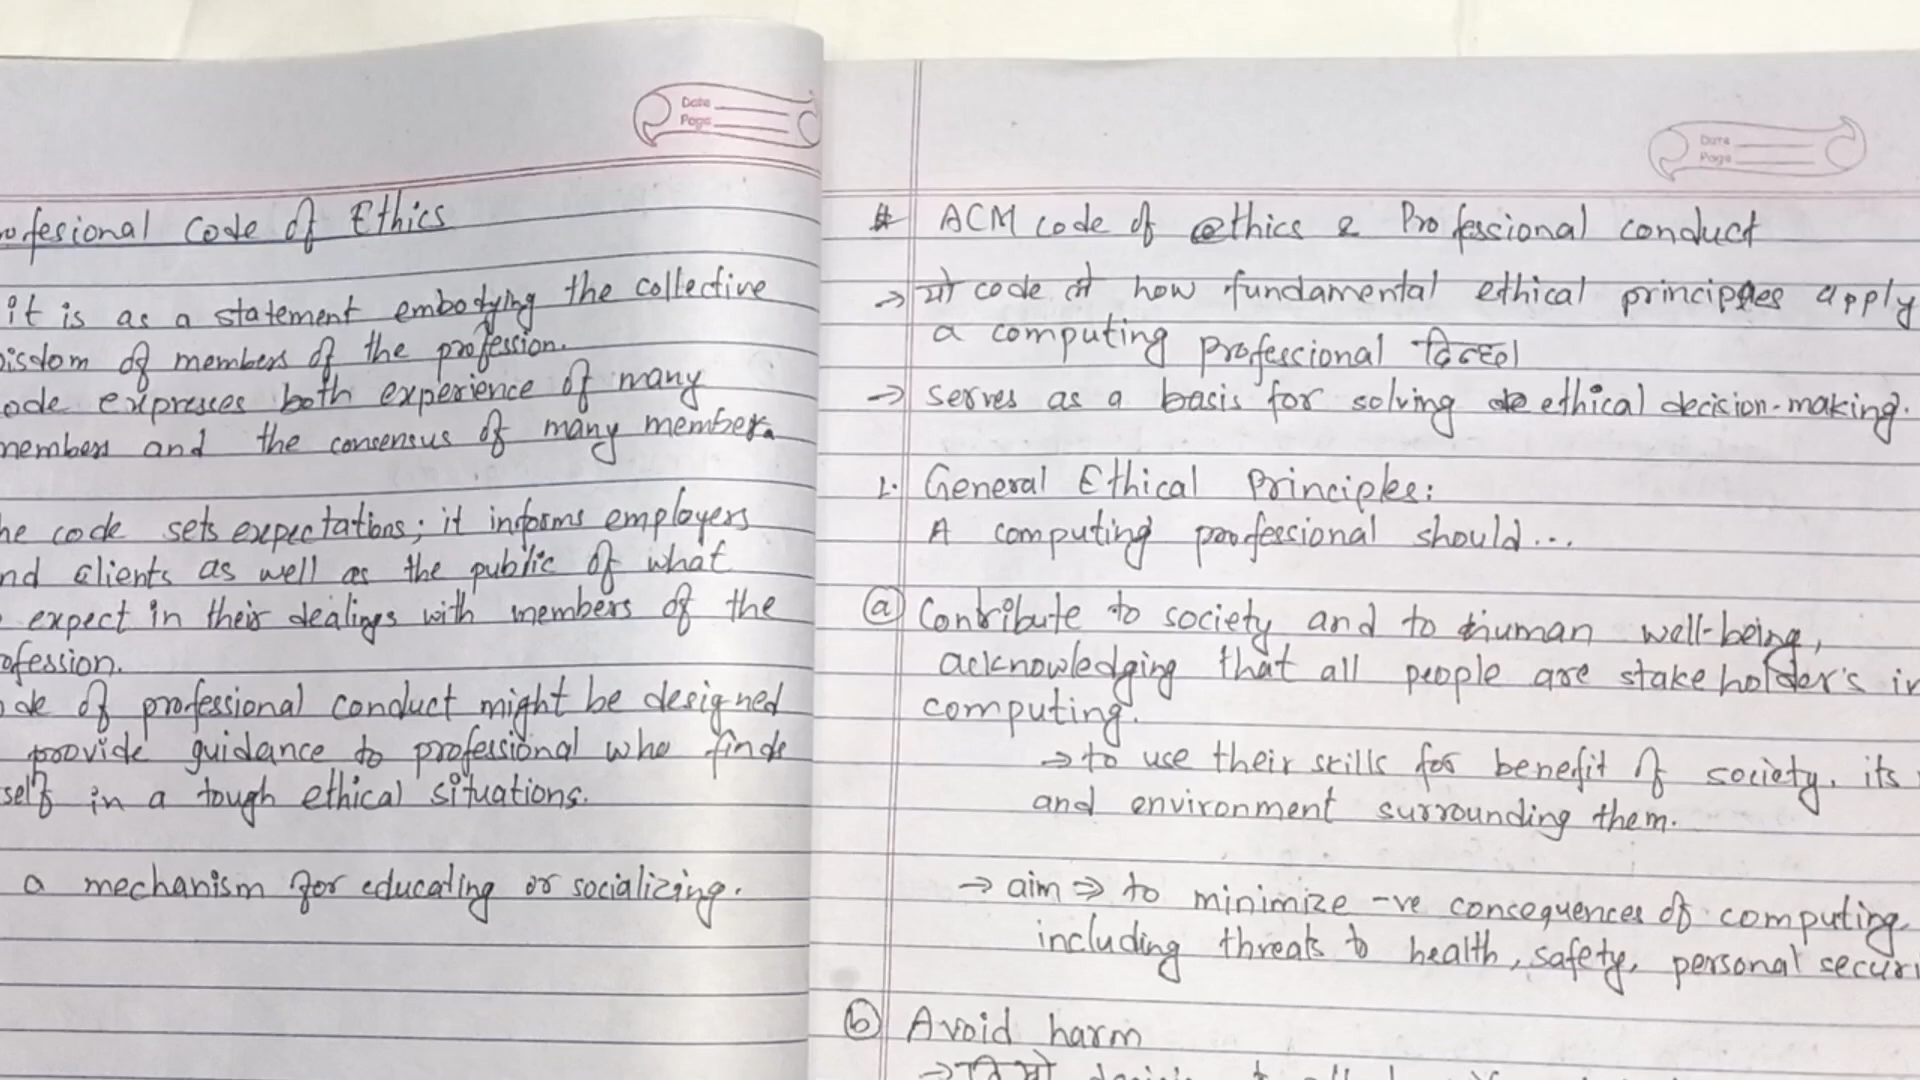 Date
Page
ofesional Code of Ethics
it is as a statement embodying the collective
isdom of members of the profession.
ode expresses both experience of many
members and the consensus of many member.
he code sets expectations; it informs employers
nd clients as well as the public of what
expect in their dealings with members of the
ofession.
ode of professional conduct might be designed
provide guidance to professional who finds
self in a tough ethical situations.
a mechanism for educating or socializing.
Date
Page
# ACM code of ethics & Professional conduct
→ यो code ले how fundamental ethical principles apply
a computing professional
→ serves as a basis for solving ethical decision-making.
1. General Ethical Principles:
A computing professional should...
(a) Contribute to society and to human well-being,
acknowledging that all people are stake holder's in
computing.
→ to use their skills for benefit of society, its
and environment surrounding them.
→ aim ⇒ to minimize -ve consequences of computing,
including threats to health, safety, personal securi
(b) Avoid harm